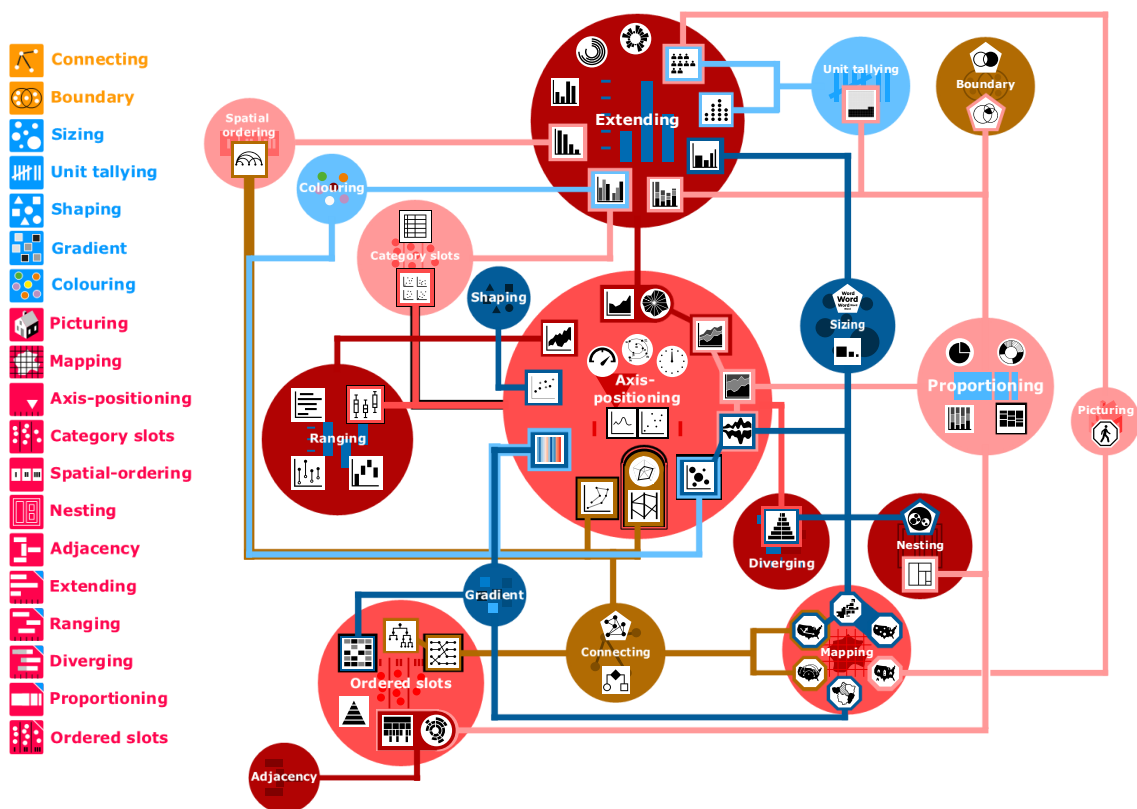 Connecting
Boundary
Sizing
Unit tallying
Shaping
Gradient
Colouring
Picturing
Mapping
Axis-positioning
Category slots
Spatial-ordering
Nesting
Adjacency
Extending
Ranging
Diverging
Proportioning
Ordered slots
Spatial
ordering
Extending
Unit tallying
Boundary
Colouring
Category slots
Shaping
Word
Word
Word
Sizing
Axis-
positioning
Proportioning
Picturing
Ranging
Diverging
Nesting
Gradient
Connecting
Mapping
Ordered slots
Adjacency